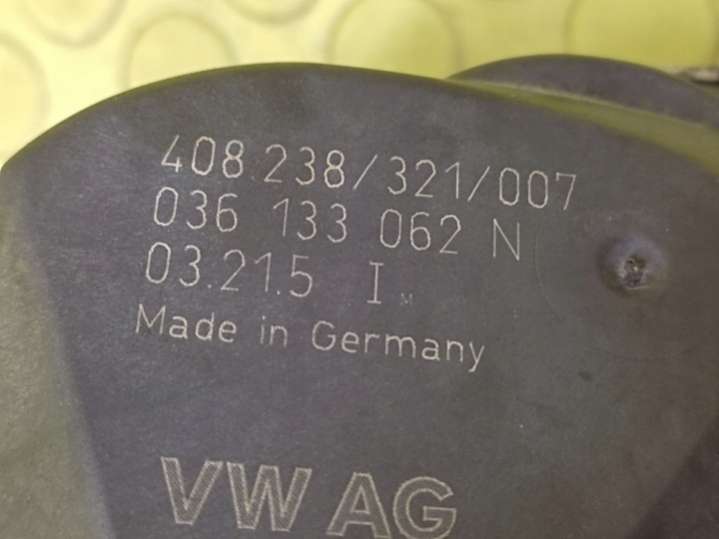 408.238/321/007
036 133 062 N
03.21.5 I M
Made in Germany
VW AG